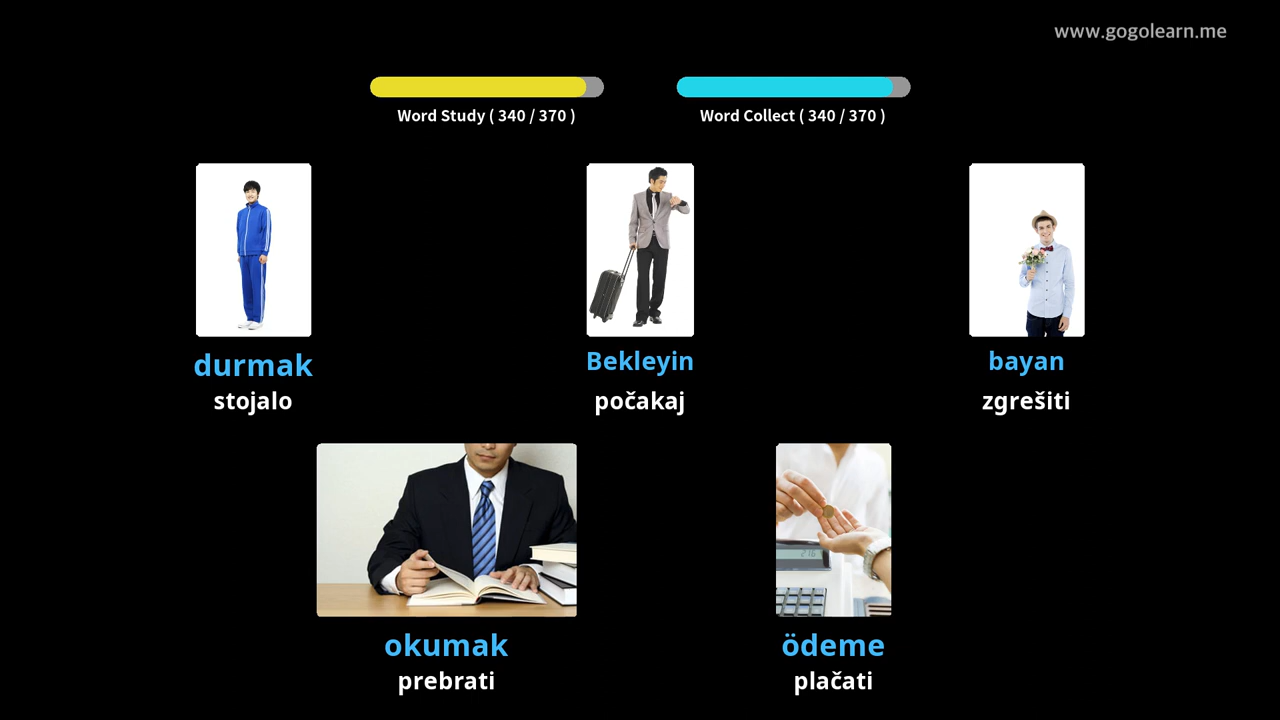 www.gogolearn.me
Word Study ( 340 / 370 )
Word Collect ( 340 / 370 )
durmak
stojalo
Bekleyin
počakaj
bayan
zgrešiti
okumak
prebrati
ödeme
plačati